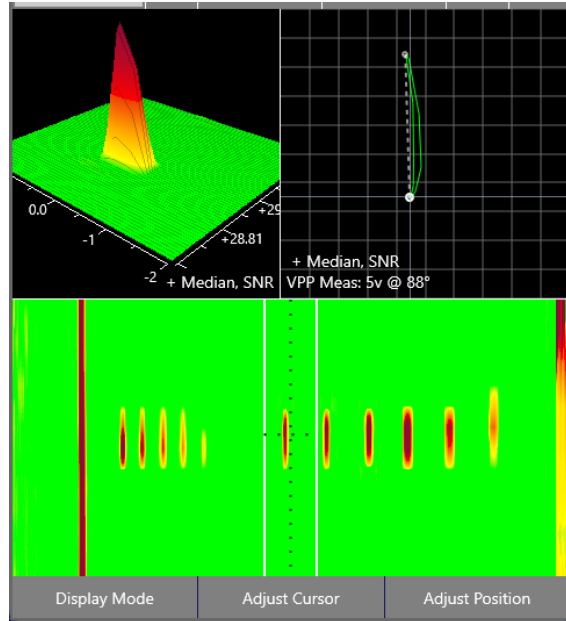 0.0
-1
-2
+28.81
+ Median, SNR
+ Median, SNR
VPP Meas: 5v @ 88°
Display Mode
Adjust Cursor
Adjust Position